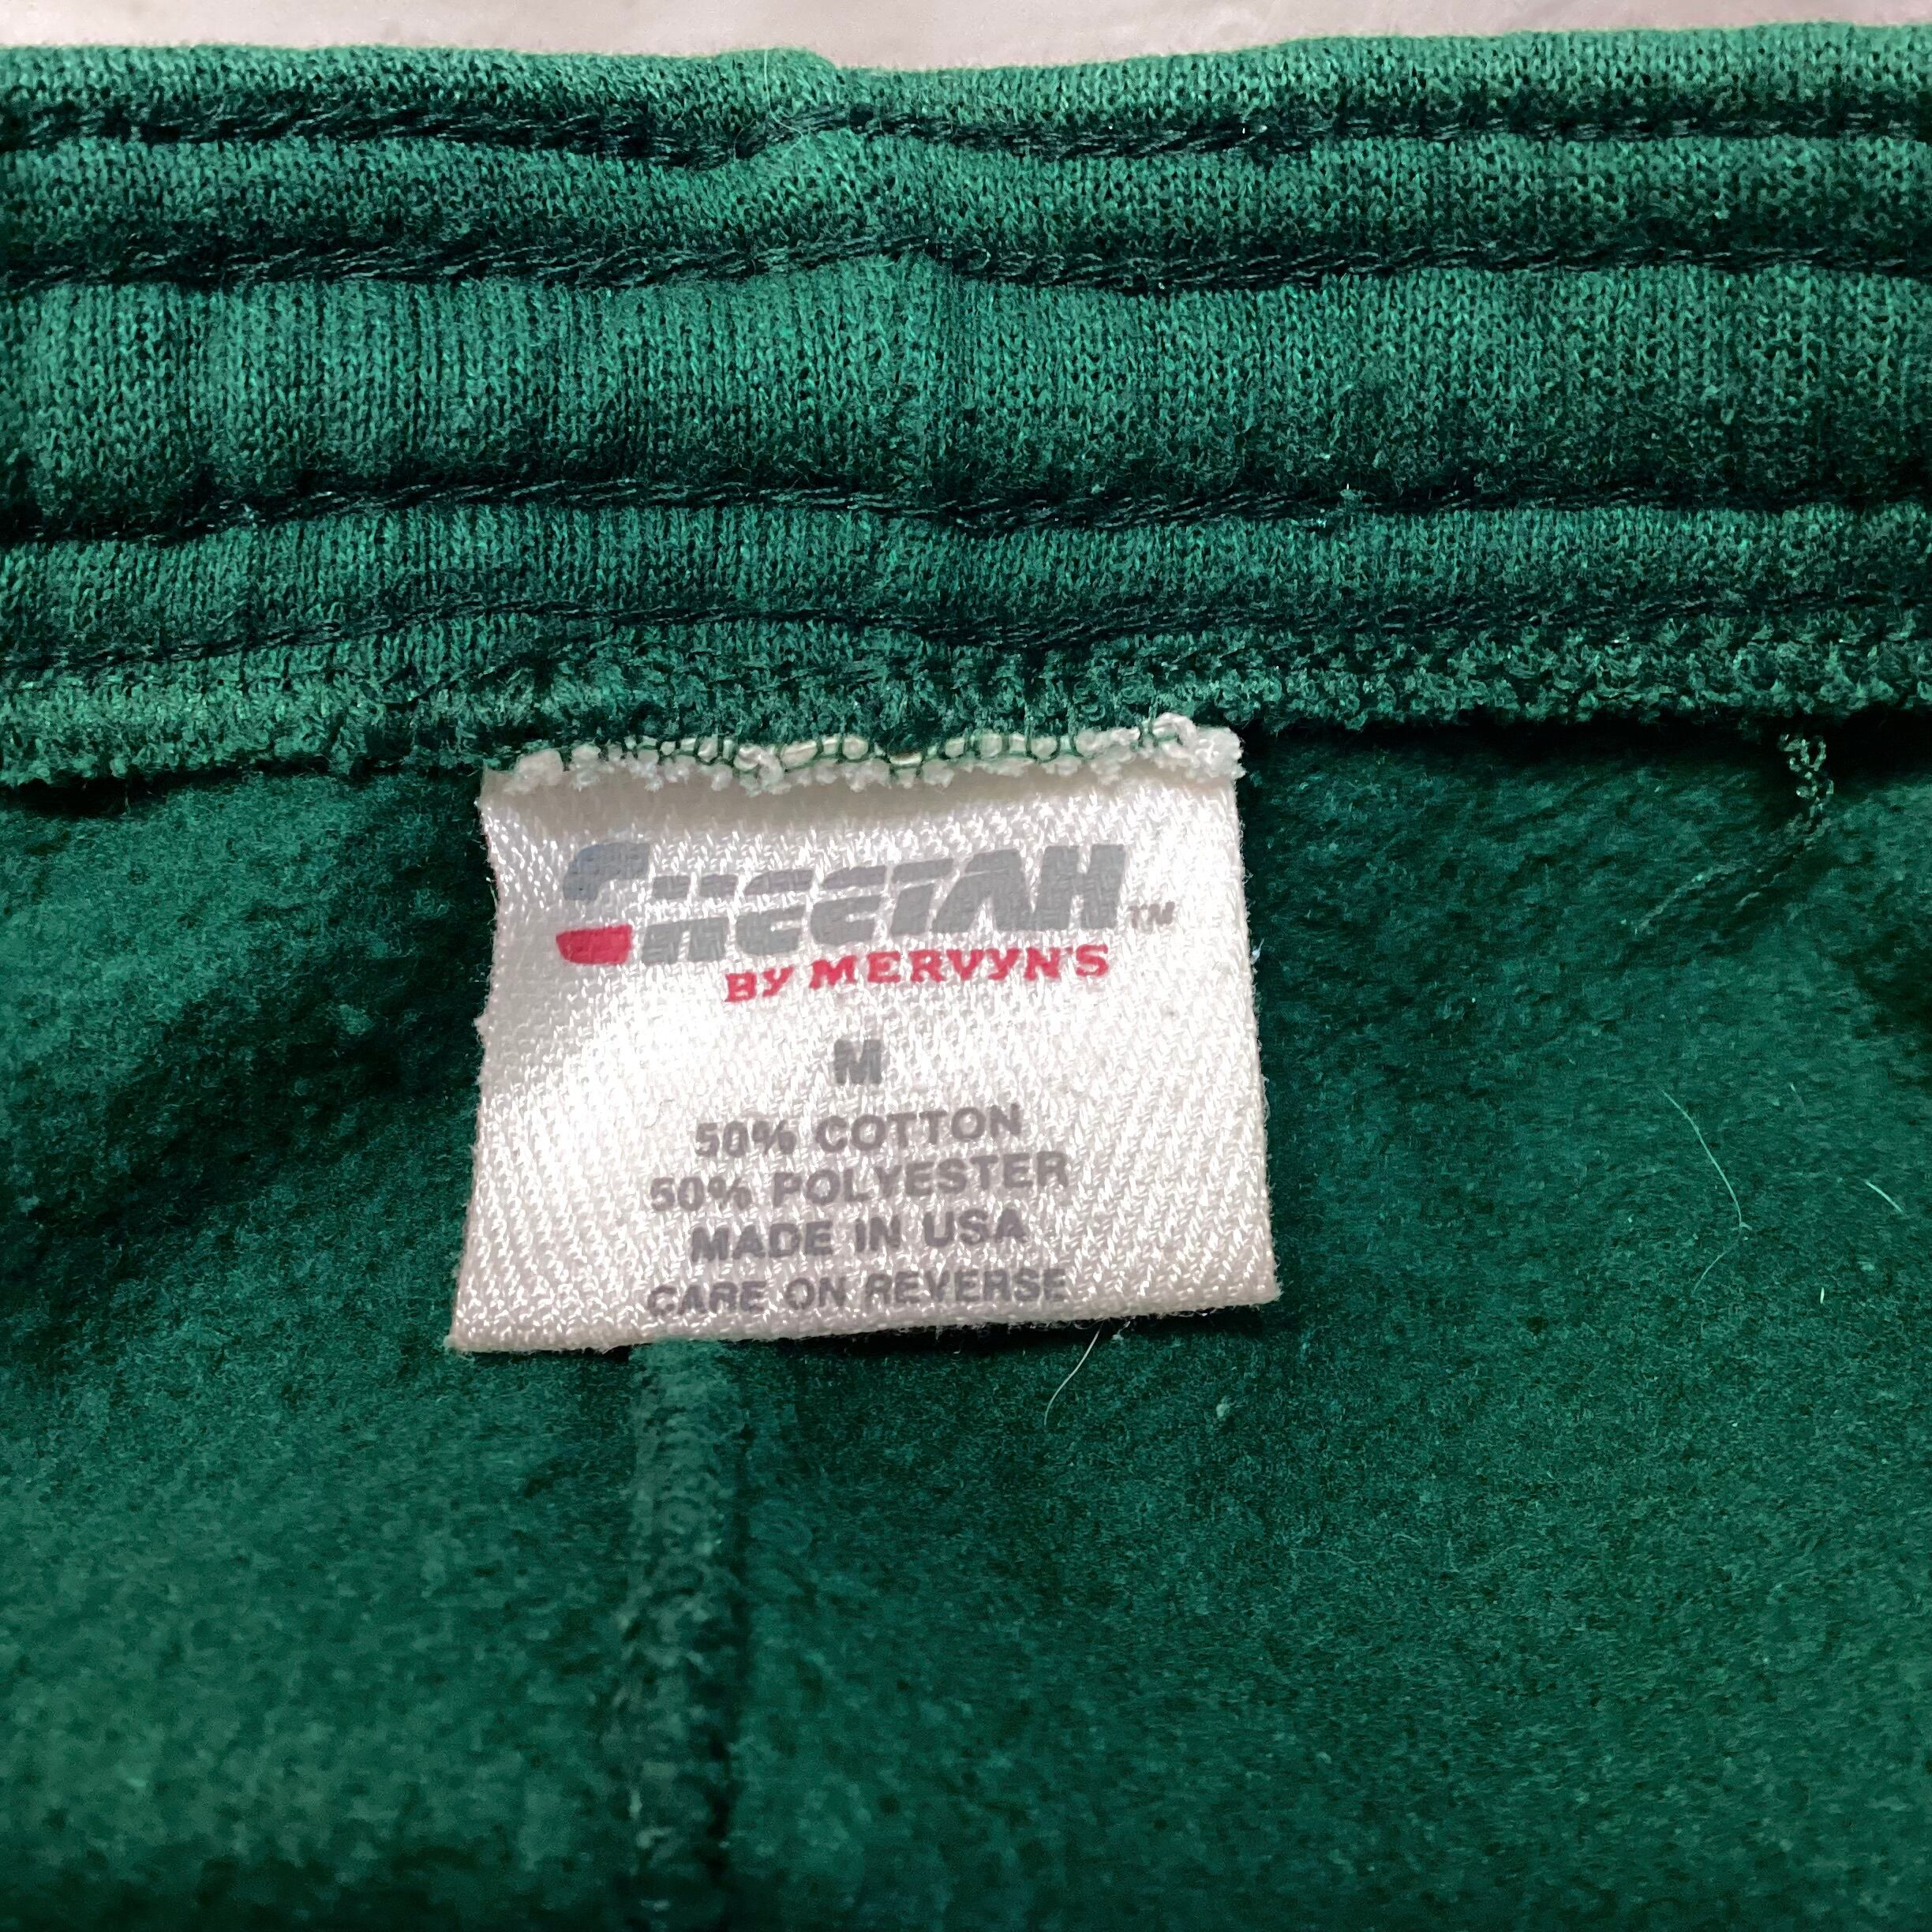 CHEETAH™
BY MERVYN'S
M
50% COTTON
50% POLYESTER
MADE IN USA
CARE ON REVERSE